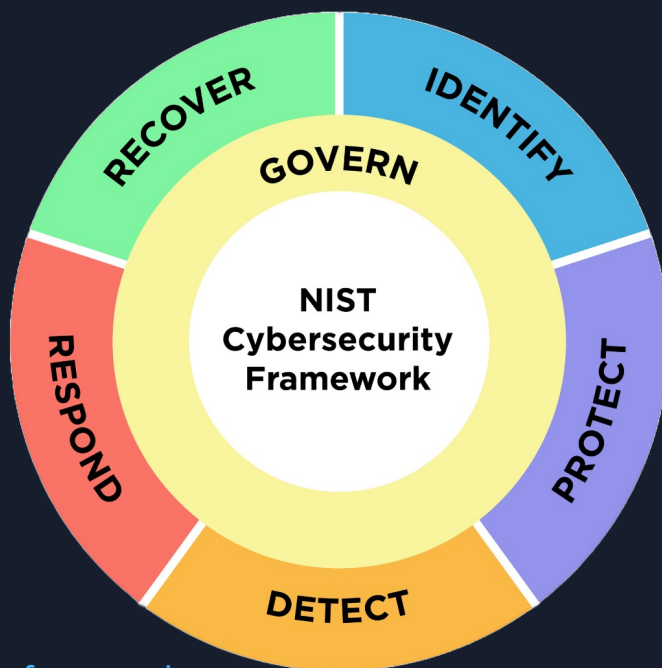 RECOVER
IDENTIFY
GOVERN
NIST
Cybersecurity
Framework
RESPOND
PROTECT
DETECT